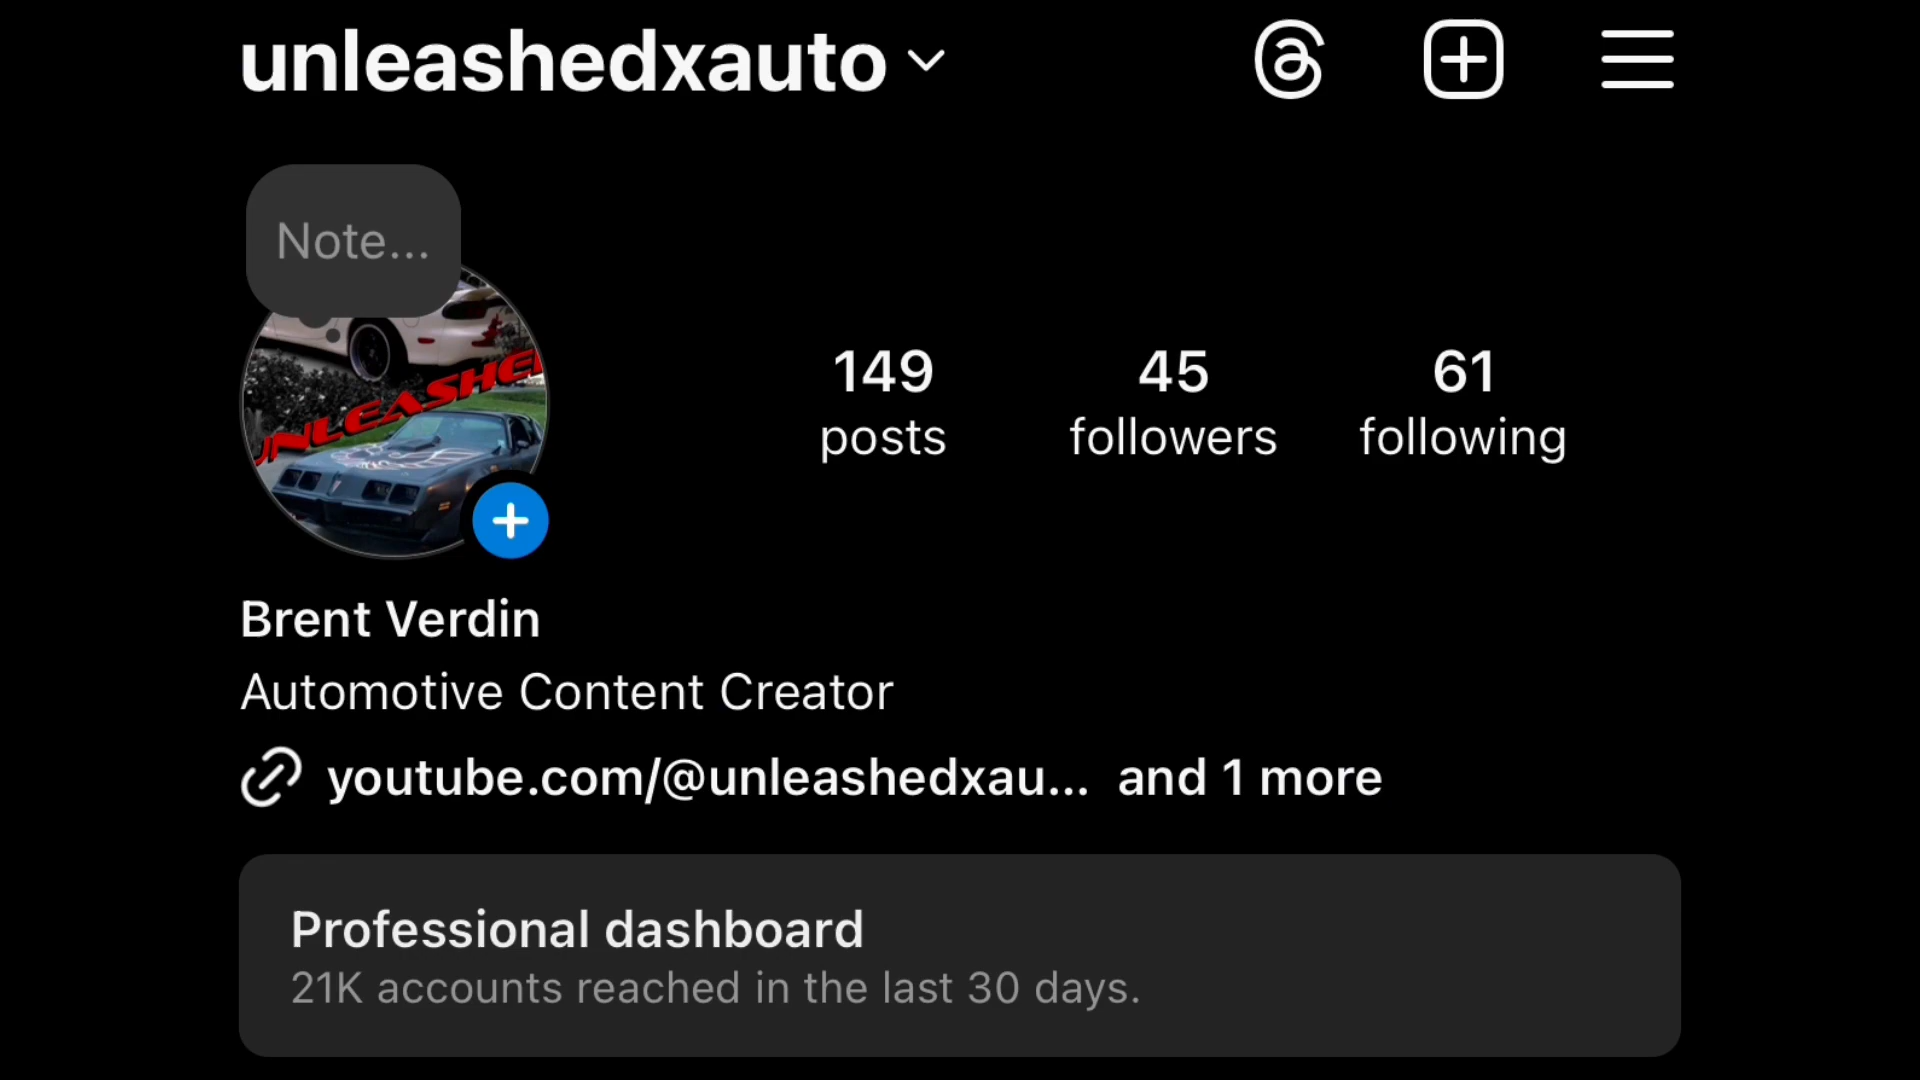 unleashedxauto
Note...
UNLEASHED
149 posts
45 followers
61 following
Brent Verdin
Automotive Content Creator
youtube.com/@unleashedxau... and 1 more
Professional dashboard
21K accounts reached in the last 30 days.